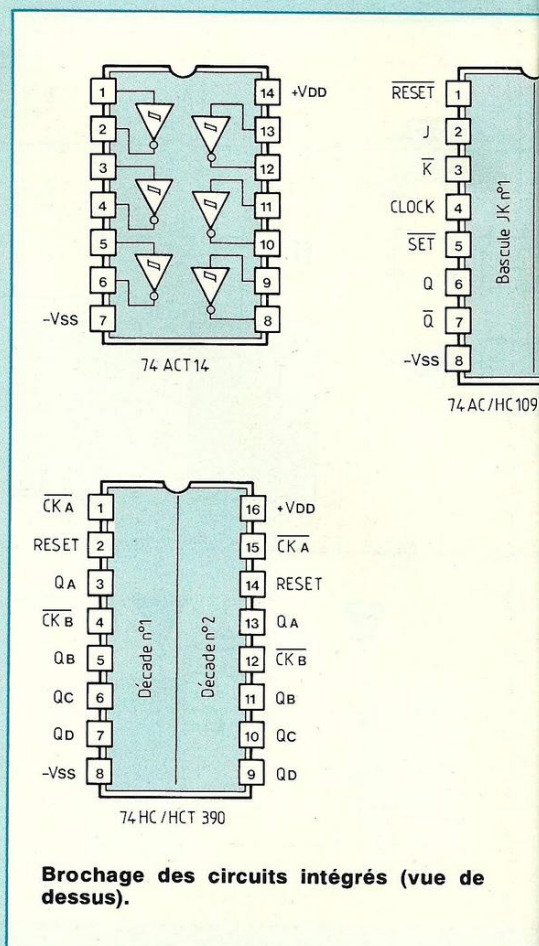 1
2
3
4
5
6
7
-VSS
14
13
12
11
10
9
8
+VDD
74 ACT14
RESET
J
K
CLOCK
SET
Q
Q
-VSS
1
2
3
4
5
6
7
8
Bascule JK n°1
74 AC/HC109
CK A
RESET
QA
CK B
QB
QC
QD
-VSS
1
2
3
4
5
6
7
8
Décade n°1
Décade n°2
16
15
14
13
12
11
10
9
+VDD
CK A
RESET
QA
CK B
QB
QC
QD
74 HC/HCT 390
Brochage des circuits intégrés (vue de
dessus).